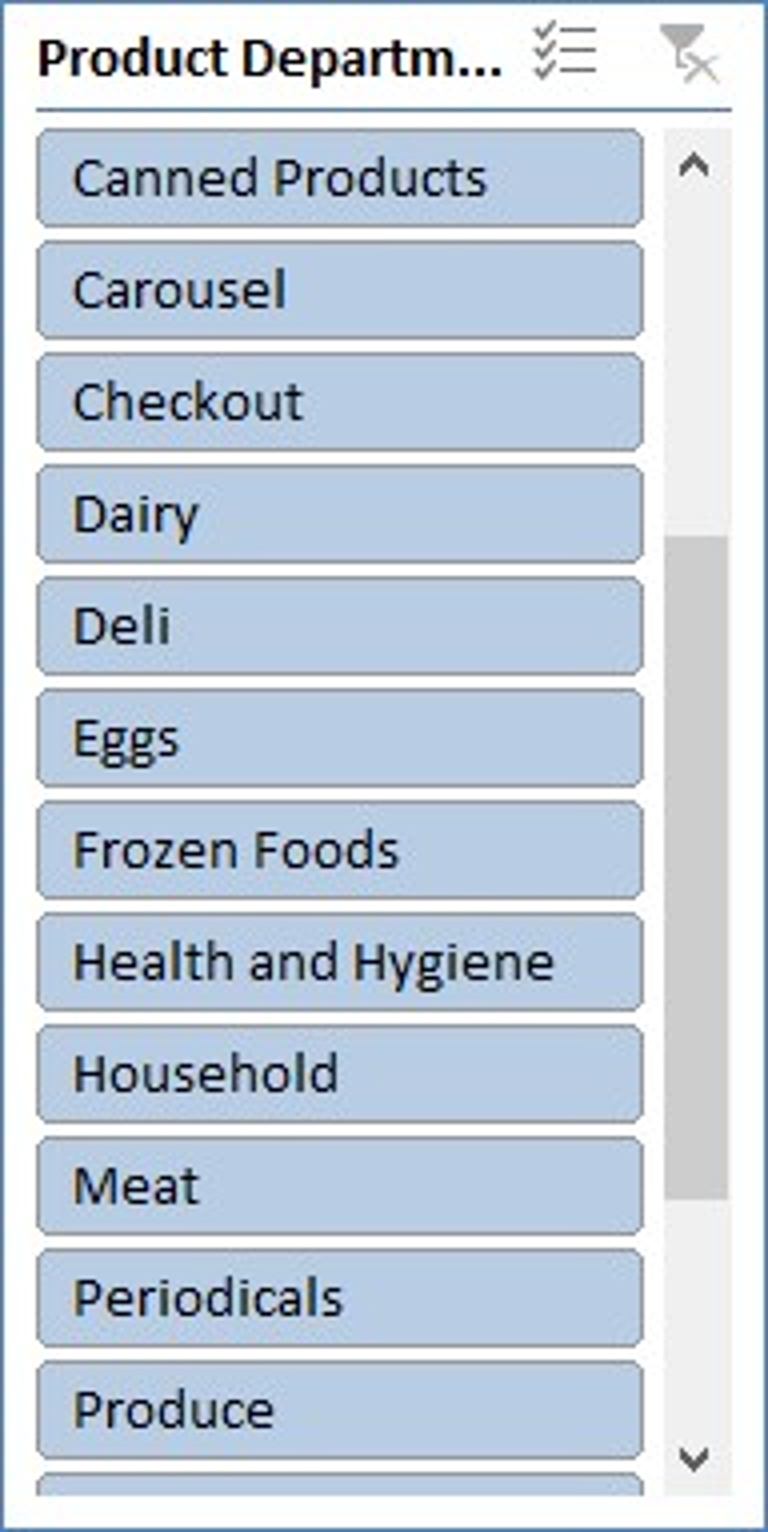 Product Departm...
Canned Products
Carousel
Checkout
Dairy
Deli
Eggs
Frozen Foods
Health and Hygiene
Household
Meat
Periodicals
Produce